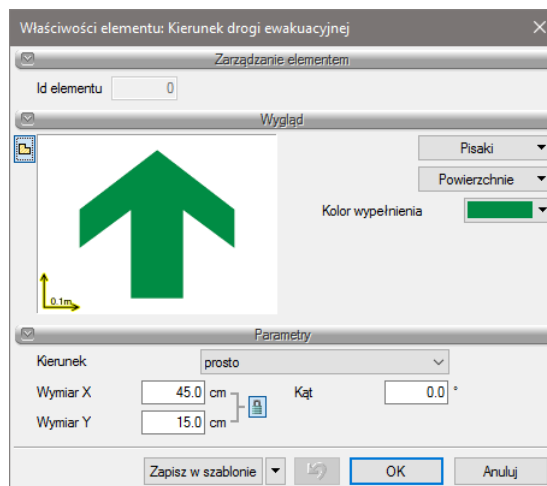 Właściwości elementu: Kierunek drogi ewakuacyjnej
Zarządzanie elementem
Id elementu 0
Wygląd
Pisaki
Powierzchnie
Kolor wypełnienia
0.1m
Parametry
Kierunek prosto
Wymiar X 45.0 cm Kąt 0.0 °
Wymiar Y 15.0 cm
Zapisz w szablonie OK Anuluj